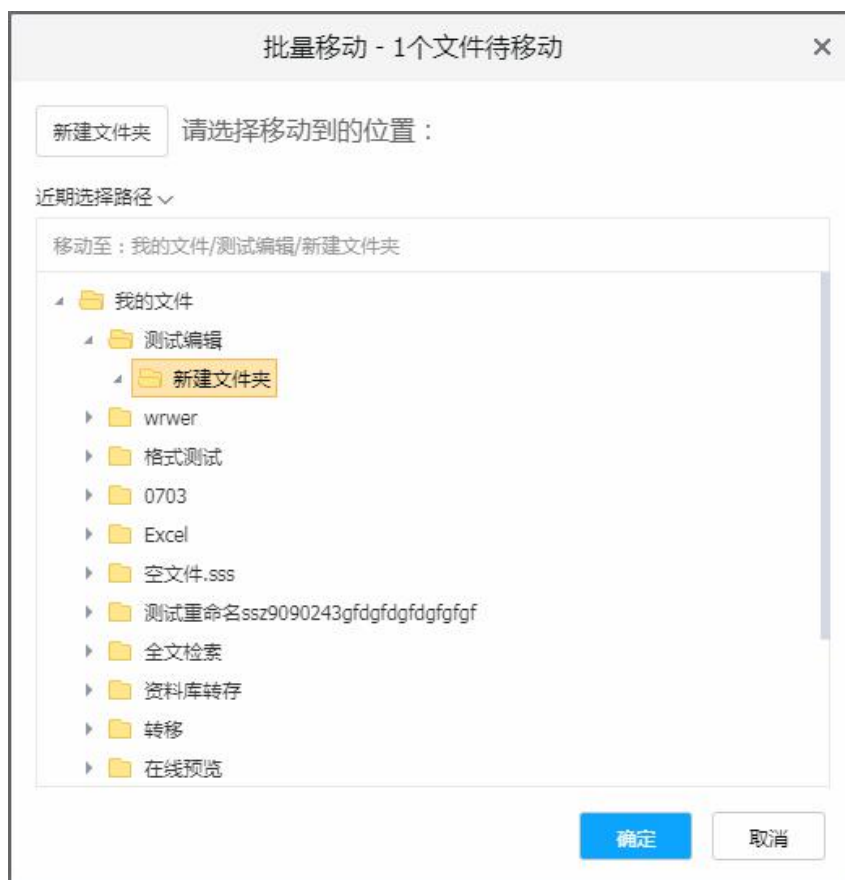 批量移动 - 1个文件待移动
新建文件夹 请选择移动到的位置：
近期选择路径
移动至：我的文件/测试编辑/新建文件夹
我的文件
测试编辑
新建文件夹
wrwer
格式测试
0703
Excel
空文件.sss
测试重命名ssz9090243gfdgfdgfdgfgfgf
全文检索
资料库转存
转移
在线预览
确定 取消